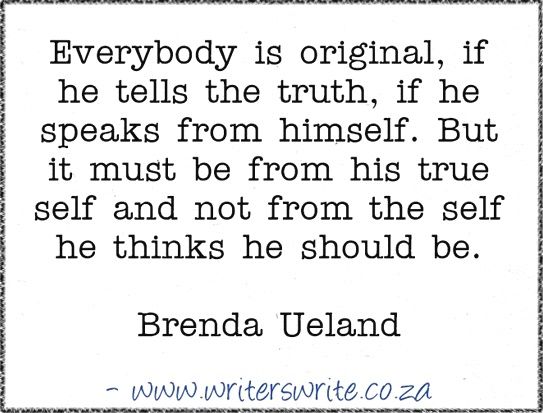 Everybody is original, if
he tells the truth, if he
speaks from himself. But
it must be from his true
self and not from the self
he thinks he should be.
Brenda Ueland
- www.writerswrite.co.za